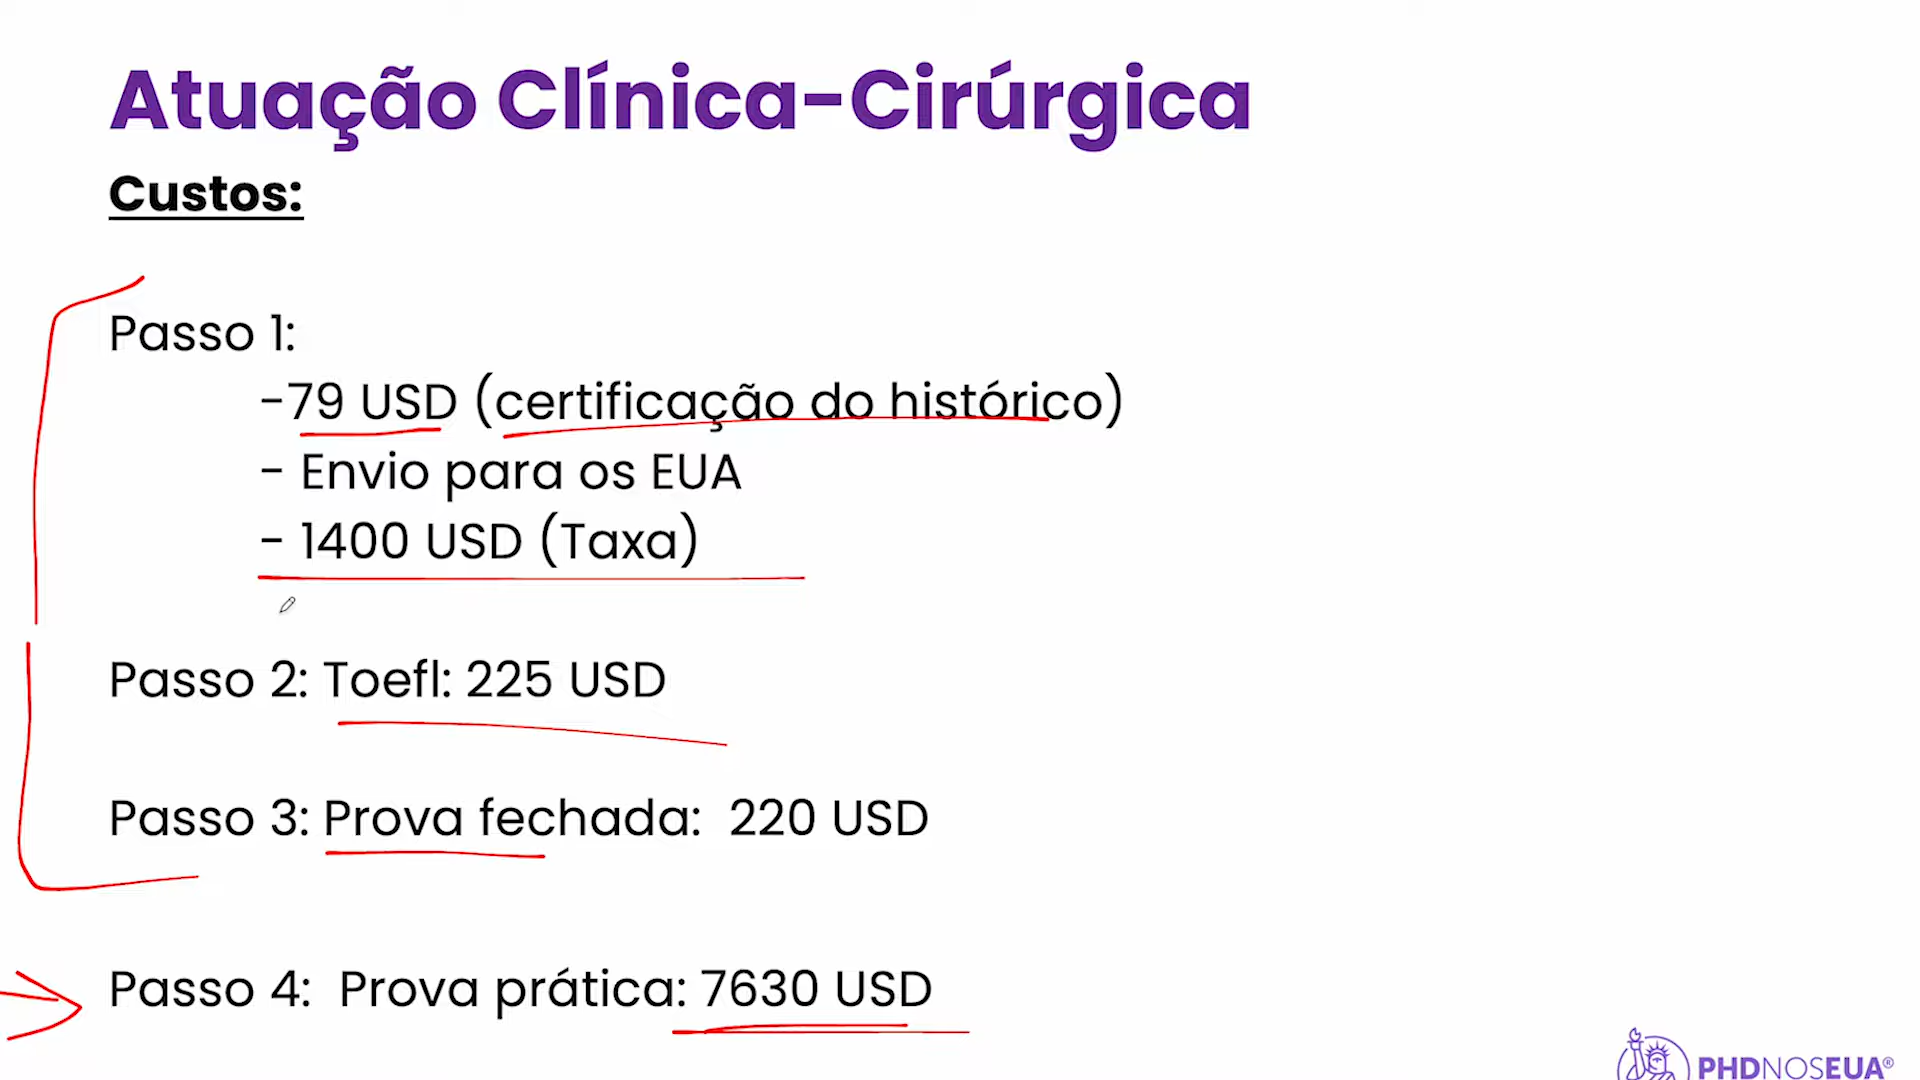 Atuação Clínica-Cirúrgica
Custos:
Passo 1:
-79 USD (certificação do histórico)
- Envio para os EUA
- 1400 USD (Taxa)
Passo 2: Toefl: 225 USD
Passo 3: Prova fechada: 220 USD
Passo 4: Prova prática: 7630 USD
PHDNOSEUA®